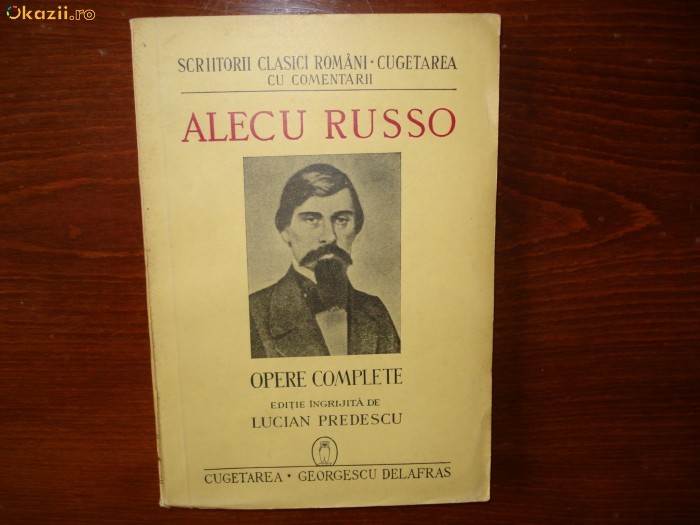 Okazii.ro
SCRIITORII CLASICI ROMÂNI • CUGETAREA
CU COMENTARII
ALECU RUSSO
OPERE COMPLETE
EDIȚIE ÎNGRIJITĂ DE
LUCIAN PREDESCU
CUGETAREA • GEORGESCU DELAFRAS